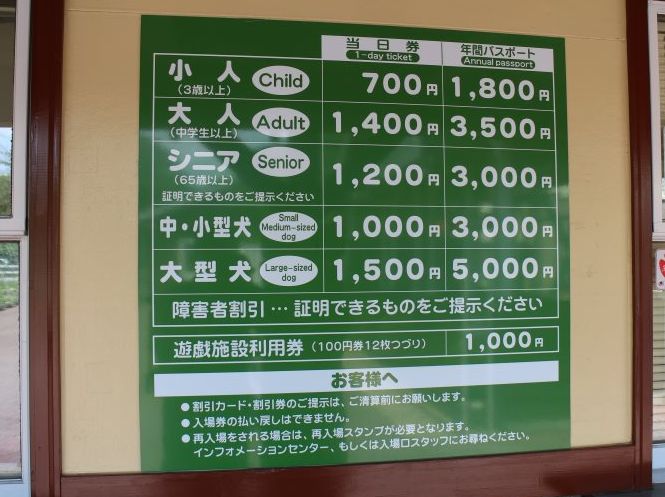 当日券 年間パスポート
1-day ticket Annual passport
小人 Child 700円 1,800円
(3歳以上)
大人 Adult 1,400円 3,500円
(中学生以上)
シニア Senior 1,200円 3,000円
(65歳以上)
証明できるものをご提示ください
中・小型犬 Small Medium-sized dog 1,000円 3,000円
大型犬 Large-sized dog 1,500円 5,000円
障害者割引…証明できるものをご提示ください
遊戯施設利用券 (100円券12枚つづり) 1,000円
お客様へ
●割引カード・割引券のご提示は、ご清算前にお願いします。
●入場券の払い戻しはできません。
●再入場をされる場合は、再入場スタンプが必要となります。
インフォメーションセンター、もしくは入場口スタッフにお尋ねください。